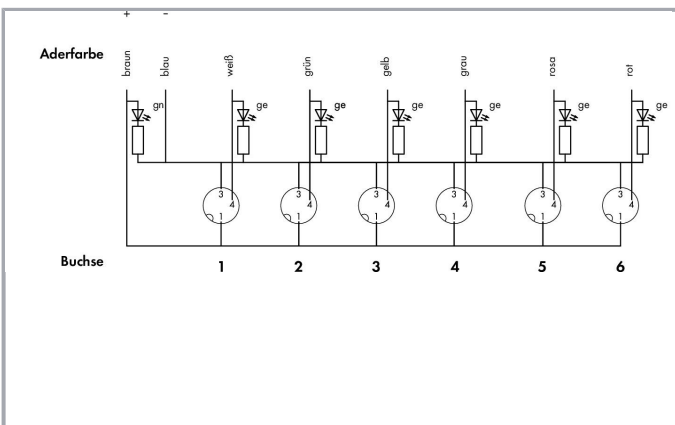 + −
Aderfarbe braun blau weiß grün gelb grau rosa rot
gn ge ge ge ge ge ge
3 3 3 3 3 3
4 4 4 4 4 4
1 1 1 1 1 1
Buchse 1 2 3 4 5 6